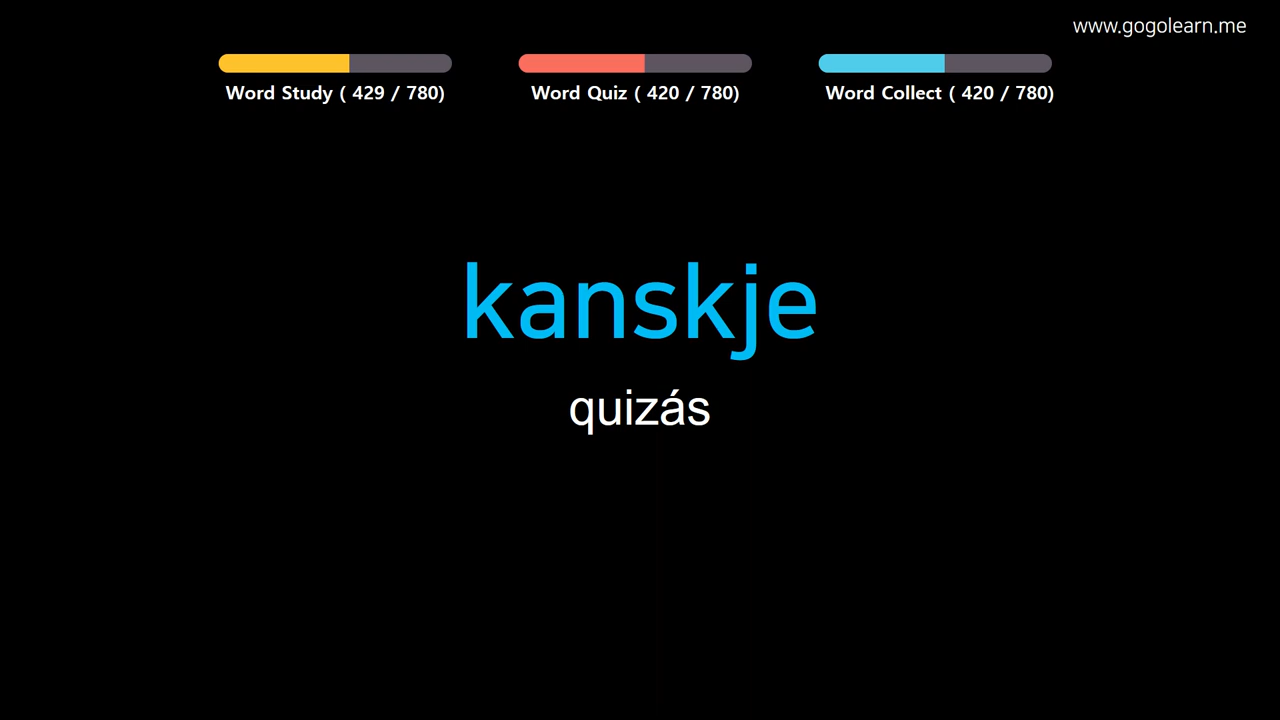 www.gogolearn.me
Word Study ( 429 / 780)
Word Quiz ( 420 / 780)
Word Collect ( 420 / 780)
kanskje
quizás